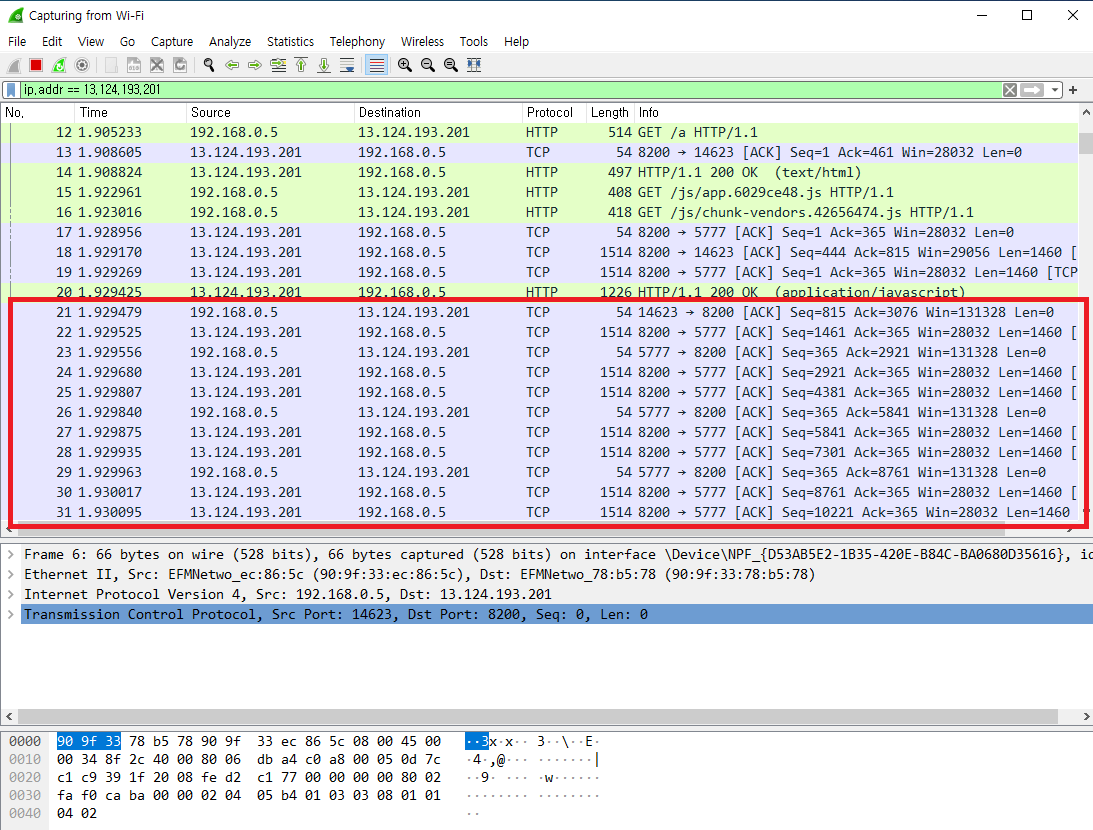 Capturing from Wi-Fi
File Edit View Go Capture Analyze Statistics Telephony Wireless Tools Help
ip.addr == 13.124.193.201
No. Time Source Destination Protocol Length Info
12 1.905233 192.168.0.5 13.124.193.201 HTTP 514 GET /a HTTP/1.1
13 1.908605 13.124.193.201 192.168.0.5 TCP 54 8200 → 14623 [ACK] Seq=1 Ack=461 Win=28032 Len=0
14 1.908824 13.124.193.201 192.168.0.5 HTTP 497 HTTP/1.1 200 OK (text/html)
15 1.922961 192.168.0.5 13.124.193.201 HTTP 408 GET /js/app.6029ce48.js HTTP/1.1
16 1.923016 192.168.0.5 13.124.193.201 HTTP 418 GET /js/chunk-vendors.42656474.js HTTP/1.1
17 1.928956 13.124.193.201 192.168.0.5 TCP 54 8200 → 5777 [ACK] Seq=1 Ack=365 Win=28032 Len=0
18 1.929170 13.124.193.201 192.168.0.5 TCP 1514 8200 → 14623 [ACK] Seq=444 Ack=815 Win=29056 Len=1460 [
19 1.929269 13.124.193.201 192.168.0.5 TCP 1514 8200 → 5777 [ACK] Seq=1 Ack=365 Win=28032 Len=1460 [TCP
20 1.929425 13.124.193.201 192.168.0.5 HTTP 1226 HTTP/1.1 200 OK (application/javascript)
21 1.929479 192.168.0.5 13.124.193.201 TCP 54 14623 → 8200 [ACK] Seq=815 Ack=3076 Win=131328 Len=0
22 1.929525 13.124.193.201 192.168.0.5 TCP 1514 8200 → 5777 [ACK] Seq=1461 Ack=365 Win=28032 Len=1460 [
23 1.929556 192.168.0.5 13.124.193.201 TCP 54 5777 → 8200 [ACK] Seq=365 Ack=2921 Win=131328 Len=0
24 1.929680 13.124.193.201 192.168.0.5 TCP 1514 8200 → 5777 [ACK] Seq=2921 Ack=365 Win=28032 Len=1460 [
25 1.929807 13.124.193.201 192.168.0.5 TCP 1514 8200 → 5777 [ACK] Seq=4381 Ack=365 Win=28032 Len=1460 [
26 1.929840 192.168.0.5 13.124.193.201 TCP 54 5777 → 8200 [ACK] Seq=365 Ack=5841 Win=131328 Len=0
27 1.929875 13.124.193.201 192.168.0.5 TCP 1514 8200 → 5777 [ACK] Seq=5841 Ack=365 Win=28032 Len=1460 [
28 1.929935 13.124.193.201 192.168.0.5 TCP 1514 8200 → 5777 [ACK] Seq=7301 Ack=365 Win=28032 Len=1460 [
29 1.929963 192.168.0.5 13.124.193.201 TCP 54 5777 → 8200 [ACK] Seq=365 Ack=8761 Win=131328 Len=0
30 1.930017 13.124.193.201 192.168.0.5 TCP 1514 8200 → 5777 [ACK] Seq=8761 Ack=365 Win=28032 Len=1460 [
31 1.930095 13.124.193.201 192.168.0.5 TCP 1514 8200 → 5777 [ACK] Seq=10221 Ack=365 Win=28032 Len=1460
Frame 6: 66 bytes on wire (528 bits), 66 bytes captured (528 bits) on interface \Device\NPF_{D53AB5E2-1B35-420E-B84C-BA0680D35616}, id
Ethernet II, Src: EFMNetwo_ec:86:5c (90:9f:33:ec:86:5c), Dst: EFMNetwo_78:b5:78 (90:9f:33:78:b5:78)
Internet Protocol Version 4, Src: 192.168.0.5, Dst: 13.124.193.201
Transmission Control Protocol, Src Port: 14623, Dst Port: 8200, Seq: 0, Len: 0
0000 90 9f 33 78 b5 78 90 9f 33 ec 86 5c 08 00 45 00 ··3x·x·· 3··\··E·
0010 00 34 8f 2c 40 00 80 06 db a4 c0 a8 00 05 0d 7c ·4·,@··· ·······|
0020 c1 c9 39 1f 20 08 fe d2 c1 77 00 00 00 00 80 02 ··9· ··· ·w······
0030 fa f0 ca ba 00 00 02 04 05 b4 01 03 03 08 01 01 ········ ········
0040 04 02 ··